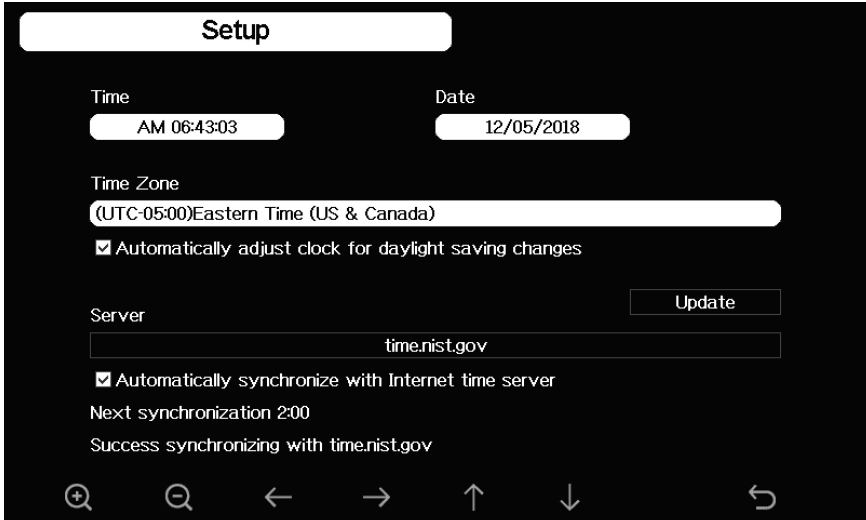 Setup
Time Date
AM 06:43:03 12/05/2018
Time Zone
(UTC-05:00)Eastern Time (US & Canada)
Automatically adjust clock for daylight saving changes
Update
Server
time.nist.gov
Automatically synchronize with Internet time server
Next synchronization 2:00
Success synchronizing with time.nist.gov